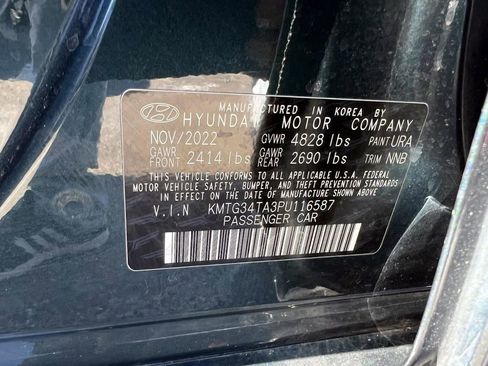 MANUFACTURED IN KOREA BY
HYUNDAI MOTOR COMPANY
NOV/2022 GVWR 4828 lbs PAINT URA
GAWR FRONT 2414 lbs GAWR REAR 2690 lbs TRIM NNB
THIS VEHICLE CONFORMS TO ALL APPLICABLE U.S.A. FEDERAL
MOTOR VEHICLE SAFETY, BUMPER, AND THEFT PREVENTION STANDARDS
IN EFFECT ON THE DATE OF MANUFACTURE SHOWN ABOVE.
V.I.N KMTG34TA3PU116587
PASSENGER CAR